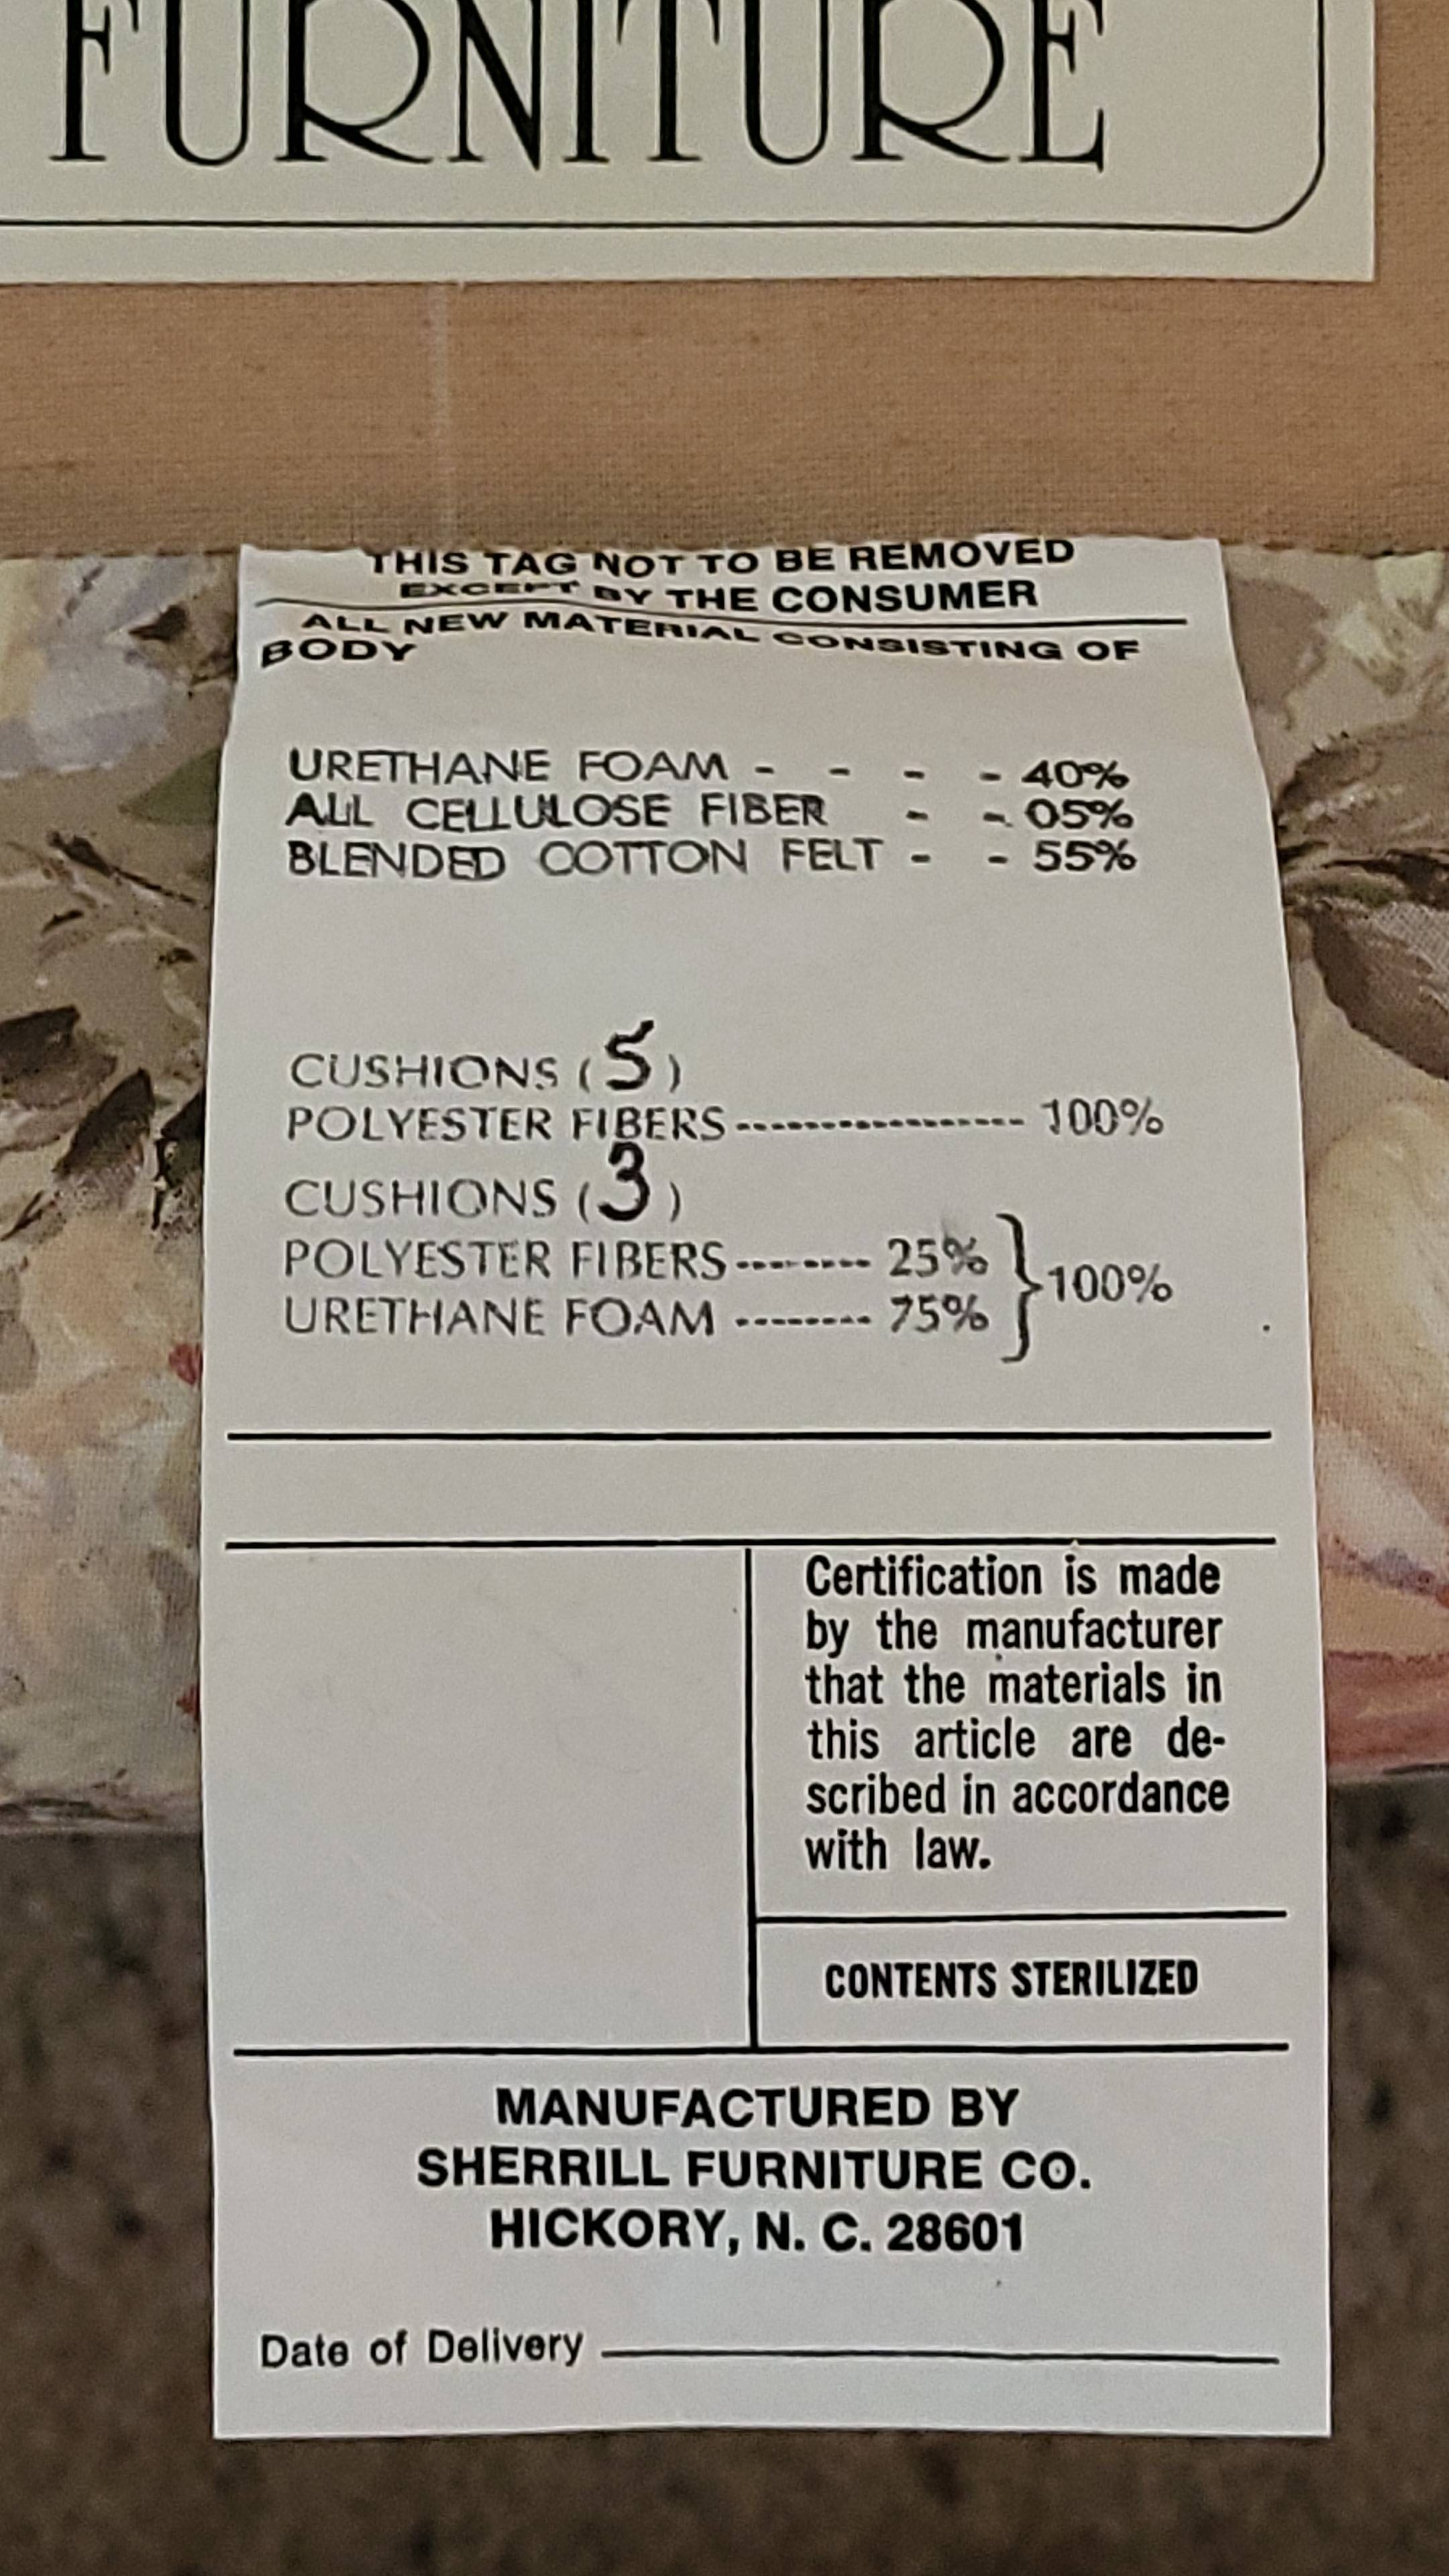 FURNITURE
THIS TAG NOT TO BE REMOVED
EXCEPT BY THE CONSUMER
ALL NEW MATERIAL CONSISTING OF
BODY
URETHANE FOAM - - - - 40%
ALL CELLULOSE FIBER - - 05%
BLENDED COTTON FELT - - 55%
CUSHIONS (5)
POLYESTER FIBERS ----------------- 100%
CUSHIONS (3)
POLYESTER FIBERS -------- 25%
URETHANE FOAM -------- 75%
} 100%
Certification is made
by the manufacturer
that the materials in
this article are de-
scribed in accordance
with law.
CONTENTS STERILIZED
MANUFACTURED BY
SHERRILL FURNITURE CO.
HICKORY, N. C. 28601
Date of Delivery